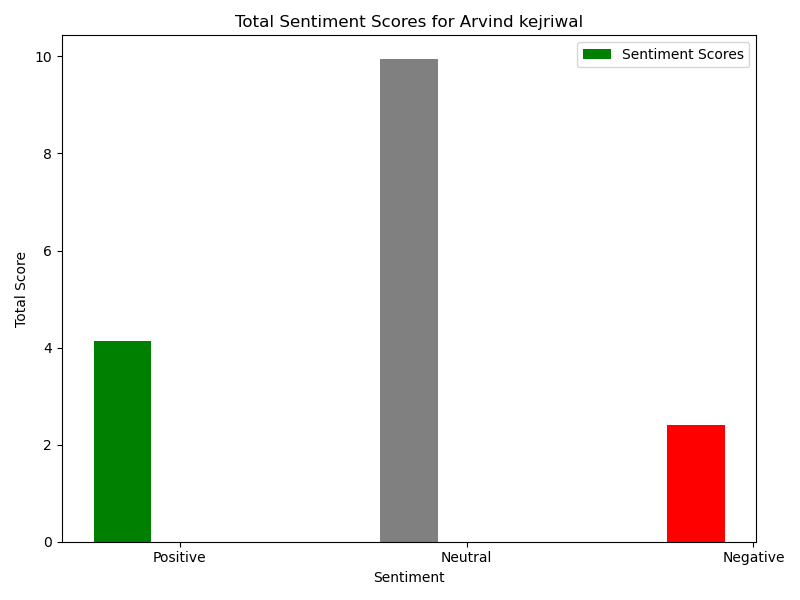 Total Sentiment Scores for Arvind kejriwal
Sentiment Scores
Total Score
10
8
6
4
2
0
Positive Neutral Negative
Sentiment